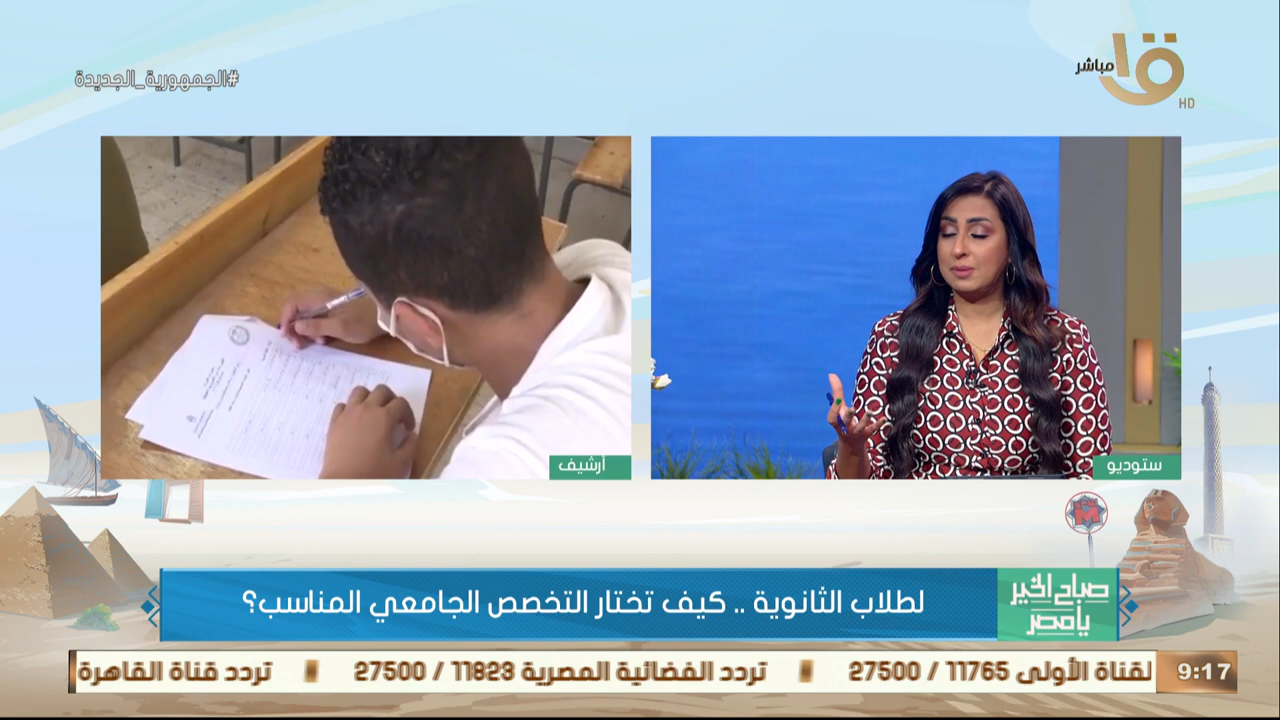 #الجمهورية_الجديدة
مباشر
HD
أرشيف
ستوديو
صباح الخير
يا مصر
لطلاب الثانوية .. كيف تختار التخصص الجامعي المناسب؟
9:17
لقناة الأولى 11765 / 27500 تردد الفضائية المصرية 11823 / 27500 تردد قناة القاهرة